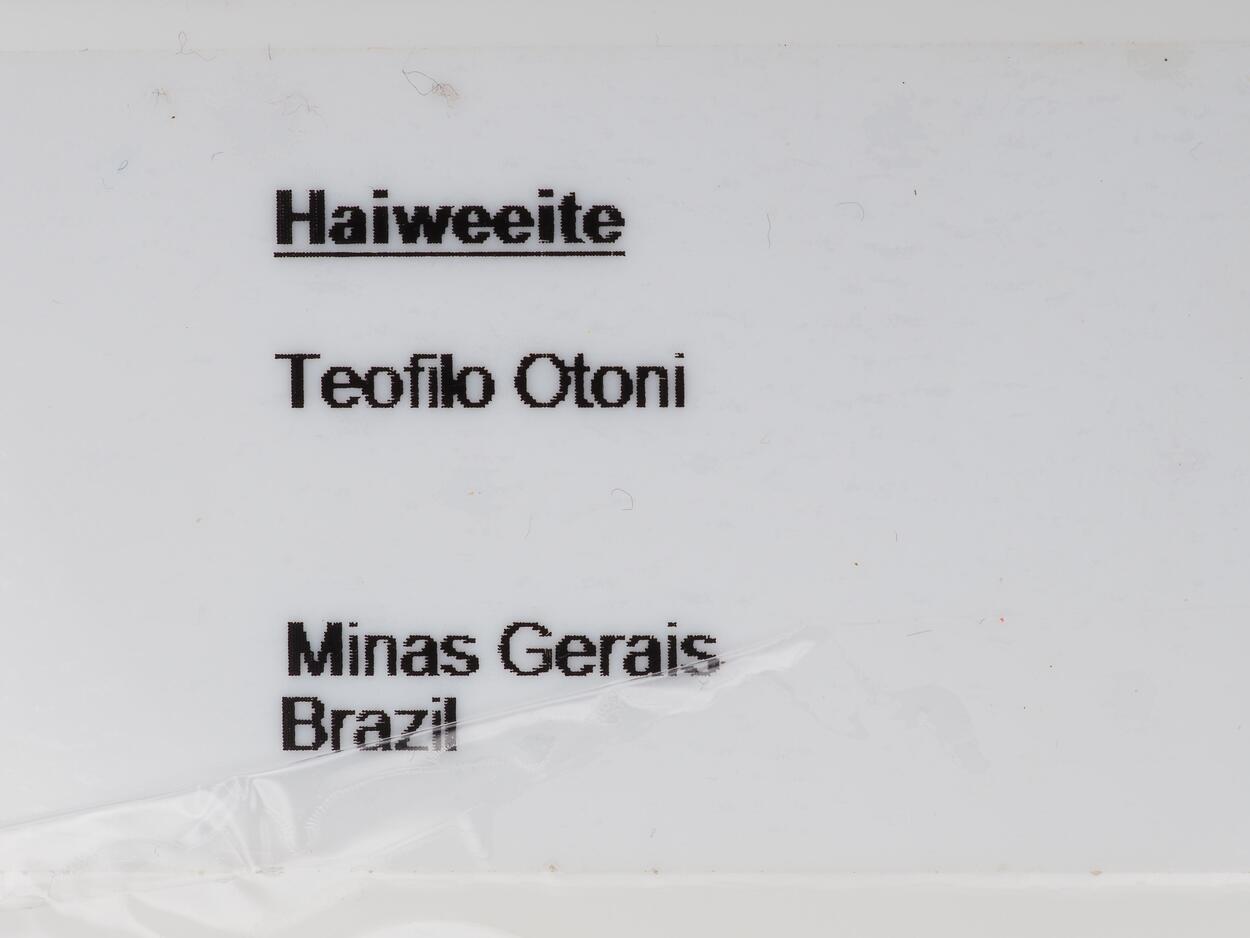 Haiweeite
Teofilo Otoni
Minas Gerais
Brazil